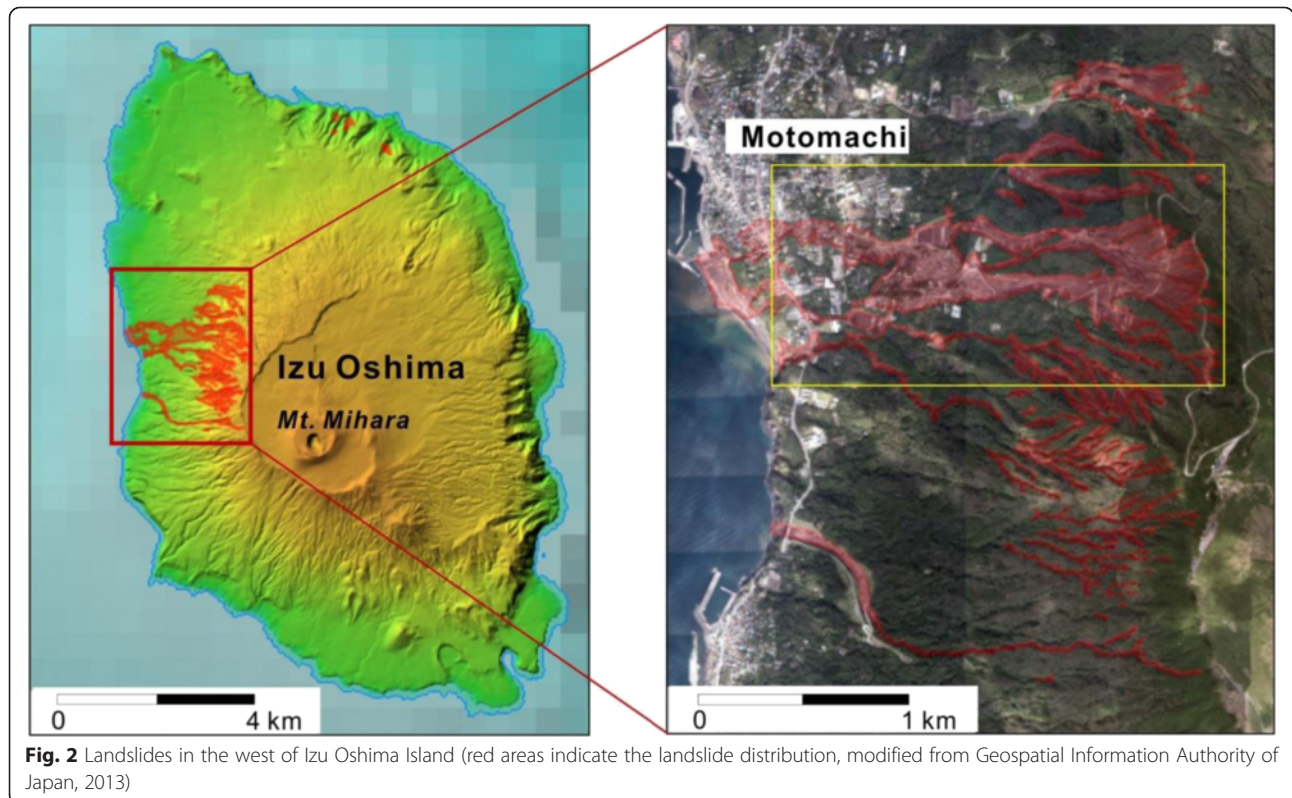 Motomachi
Izu Oshima
Mt. Mihara
0 4 km
0 1 km
Fig. 2 Landslides in the west of Izu Oshima Island (red areas indicate the landslide distribution, modified from Geospatial Information Authority of
Japan, 2013)